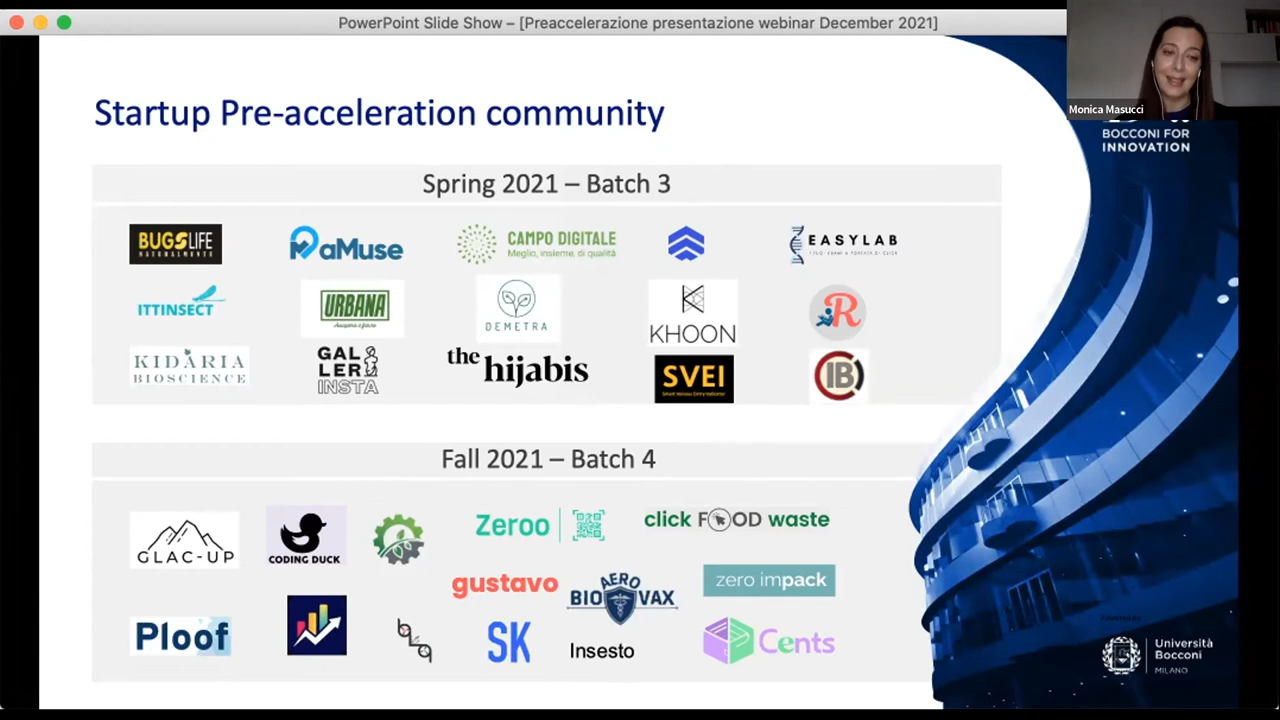 PowerPoint Slide Show – [Preaccelerazione presentazione webinar December 2021]
Monica Masucci
BOCCONI FOR
INNOVATION
Startup Pre-acceleration community
Spring 2021 – Batch 3
BUGSLIFE
NATURALMENTE
aMuse
CAMPO DIGITALE
Meglio, insieme, di qualità
EASYLAB
ITTINSECT
URBANA
DEMETRA
KHOON
R
KIDARIA
BIOSCIENCE
GAL
LER
INSTA
the
hijabis
SVEI
IB
Fall 2021 – Batch 4
GLAC-UP
CODING DUCK
Zeroo
click FOOD waste
gustavo
AERO
BIO VAX
zero impack
Ploof
SK
Insesto
Cents
Università
Bocconi
MILANO